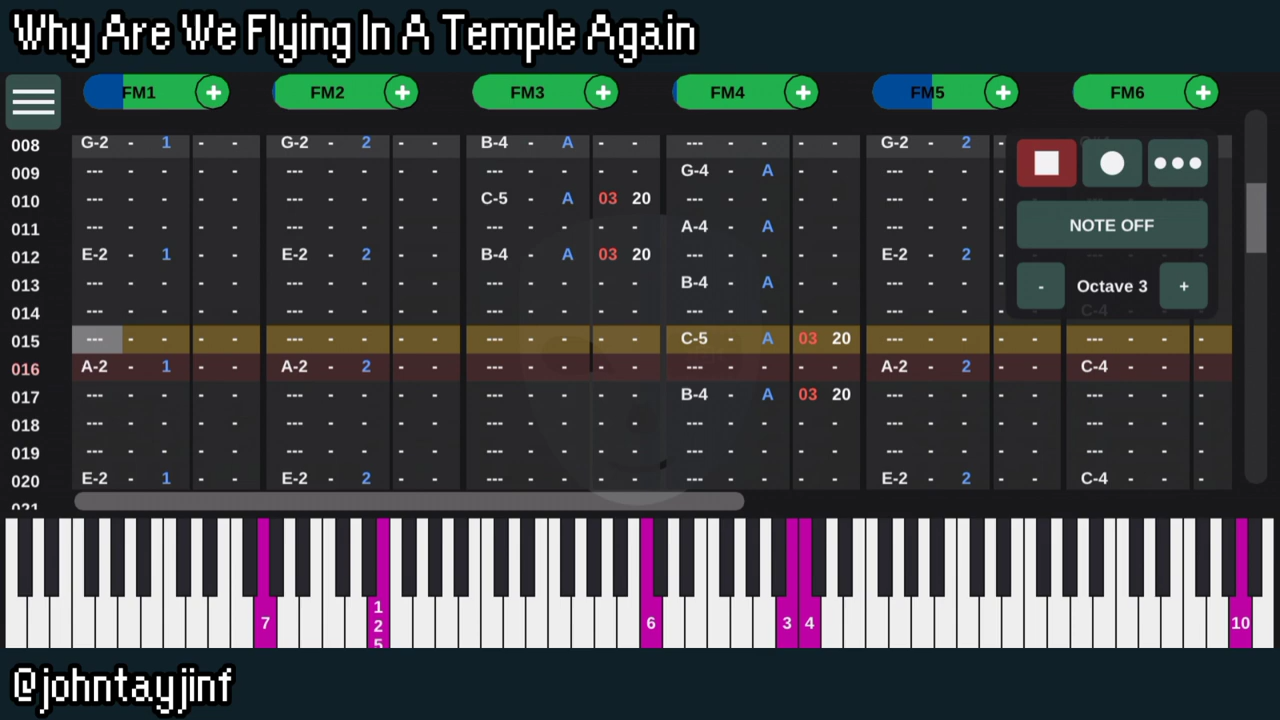 Why Are We Flying In A Temple Again
FM1 FM2 FM3 FM4 FM5 FM6
008 G-2 - 1 - - G-2 - 2 - - B-4 - A - - --- - - - - G-2 - 2 -
009 --- - - - - --- - - - - --- - - - - G-4 - A - - --- - - -
010 --- - - - - --- - - - - C-5 - A 03 20 --- - - - - --- - - -
011 --- - - - - --- - - - - --- - - - - A-4 - A - - --- - - -
NOTE OFF
012 E-2 - 1 - - E-2 - 2 - - B-4 - A 03 20 --- - - - - E-2 - 2 -
013 --- - - - - --- - - - - --- - - - - B-4 - A - - --- - - -
- Octave 3 +
014 --- - - - - --- - - - - --- - - - - --- - - - - --- - - - C-4
015 --- - - - - --- - - - - --- - - - - C-5 - A 03 20 --- - - - - --- - - -
016 A-2 - 1 - - A-2 - 2 - - --- - - - - --- - - - - A-2 - 2 - - C-4 - - -
017 --- - - - - --- - - - - --- - - - - B-4 - A 03 20 --- - - - - --- - - -
018 --- - - - - --- - - - - --- - - - - --- - - - - --- - - - - --- - - -
019 --- - - - - --- - - - - --- - - - - --- - - - - --- - - - - --- - - -
020 E-2 - 1 - - E-2 - 2 - - --- - - - - --- - - - - E-2 - 2 - - C-4 - - -
021
7 1 2 5 6 3 4 10
@johntayjinf